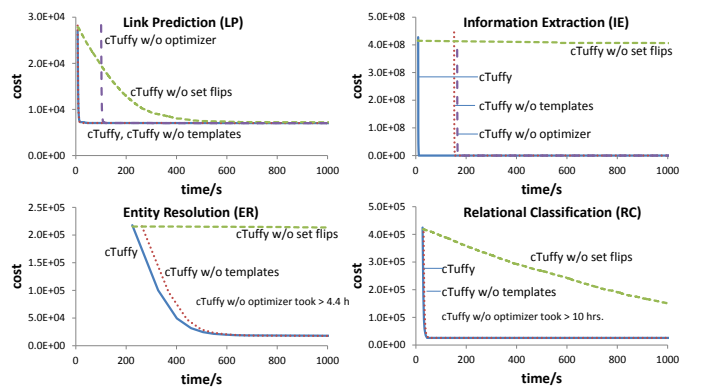 Link Prediction (LP)
3.0E+04
2.0E+04
1.0E+04
0.0E+00
cost
cTuffy w/o optimizer
cTuffy w/o set flips
cTuffy, cTuffy w/o templates
0 200 400 600 800 1000
time/s
Information Extraction (IE)
5.0E+08
4.0E+08
3.0E+08
2.0E+08
1.0E+08
0.0E+00
cost
cTuffy w/o set flips
cTuffy
cTuffy w/o templates
cTuffy w/o optimizer
0 200 400 600 800 1000
time/s
Entity Resolution (ER)
2.5E+05
2.0E+05
1.5E+05
1.0E+05
5.0E+04
0.0E+00
cost
cTuffy w/o set flips
cTuffy
cTuffy w/o templates
cTuffy w/o optimizer took > 4.4 h
0 200 400 600 800 1000
time/s
Relational Classification (RC)
5.0E+05
4.0E+05
3.0E+05
2.0E+05
1.0E+05
0.0E+00
cost
cTuffy w/o set flips
cTuffy
cTuffy w/o templates
cTuffy w/o optimizer took > 10 hrs.
0 200 400 600 800 1000
time/s